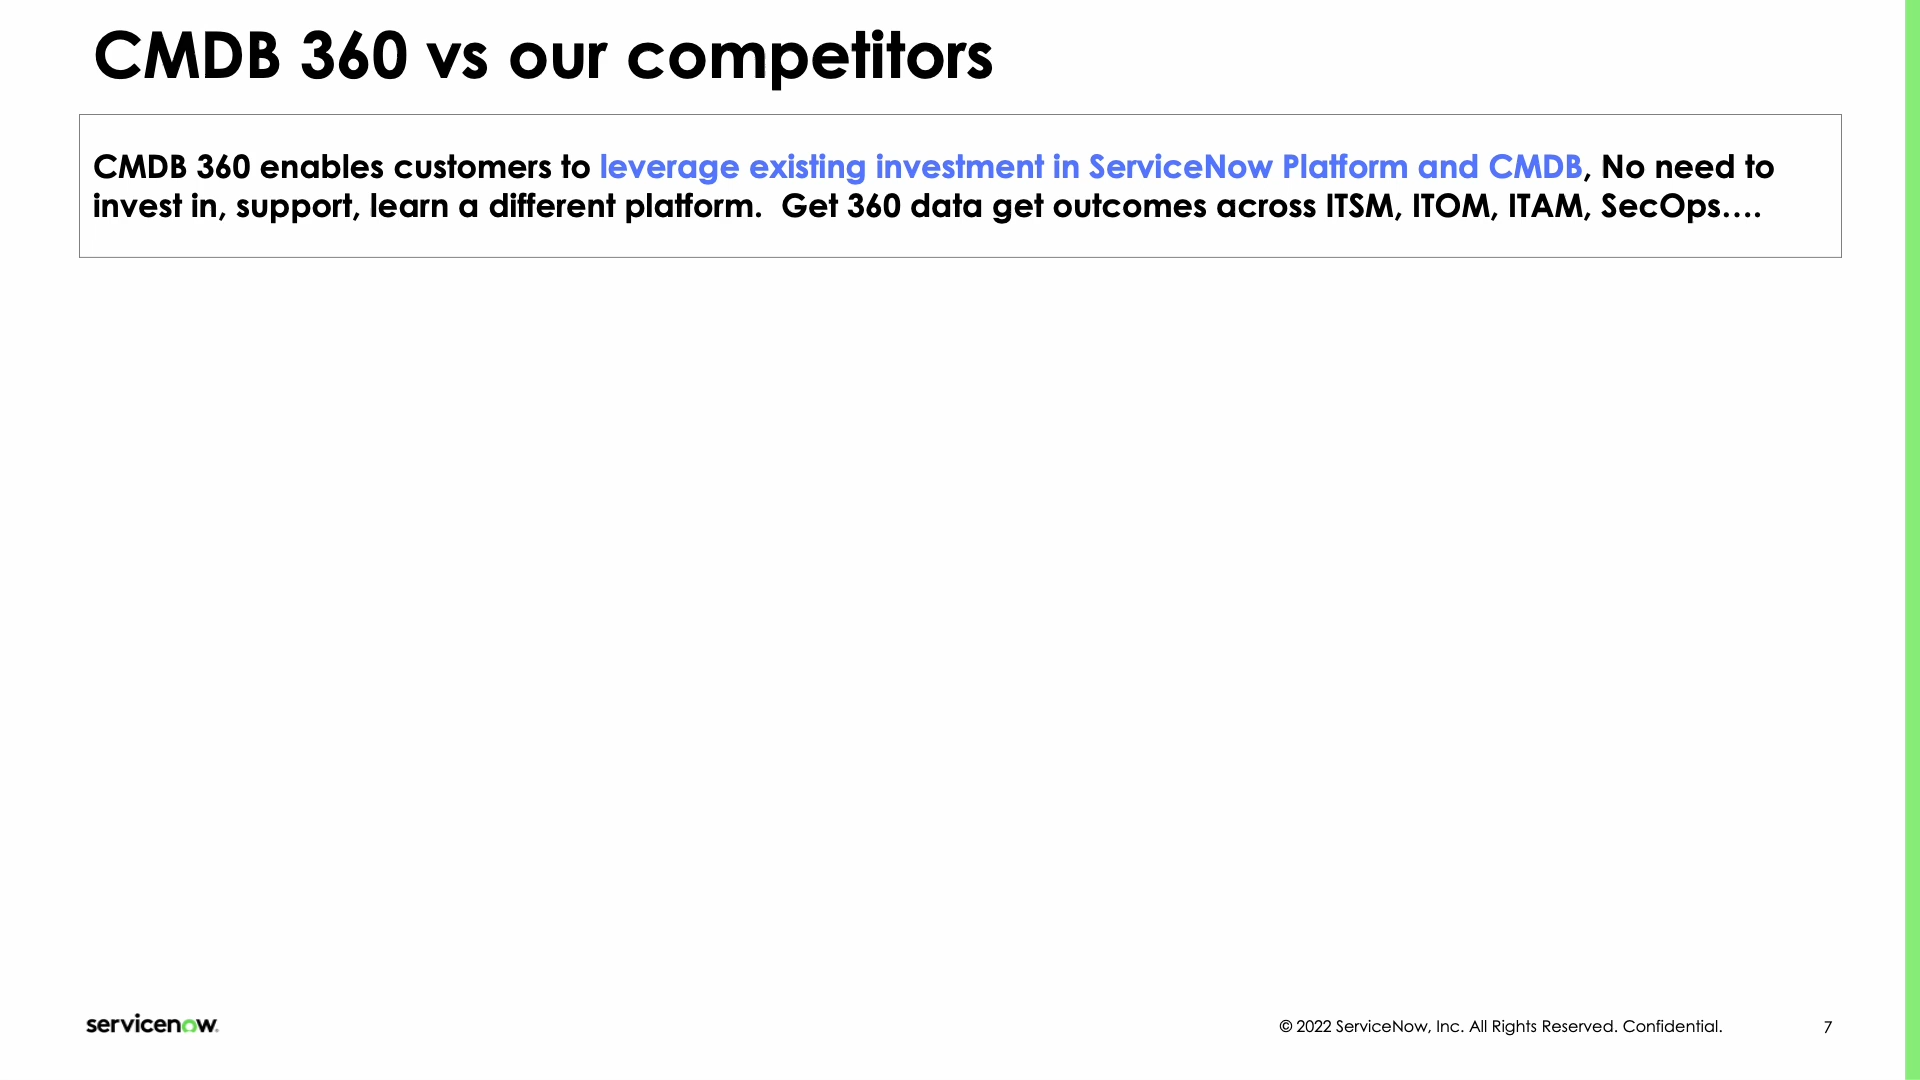 CMDB 360 vs our competitors
CMDB 360 enables customers to leverage existing investment in ServiceNow Platform and CMDB, No need to
invest in, support, learn a different platform.  Get 360 data get outcomes across ITSM, ITOM, ITAM, SecOps….
servicenow.
© 2022 ServiceNow, Inc. All Rights Reserved. Confidential.
7